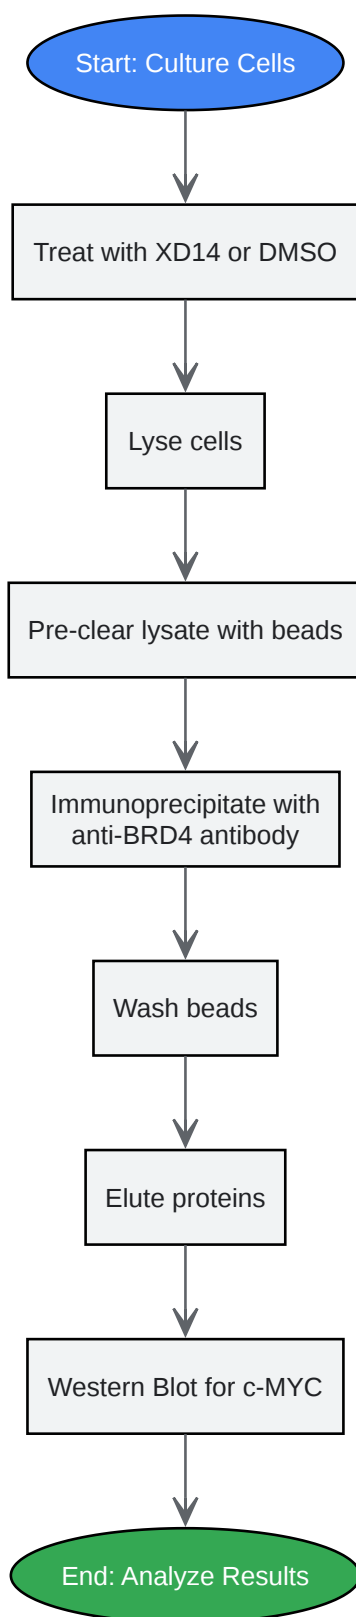 Start: Culture Cells
Treat with XD14 or DMSO
Lyse cells
Pre-clear lysate with beads
Immunoprecipitate with
anti-BRD4 antibody
Wash beads
Elute proteins
Western Blot for c-MYC
End: Analyze Results